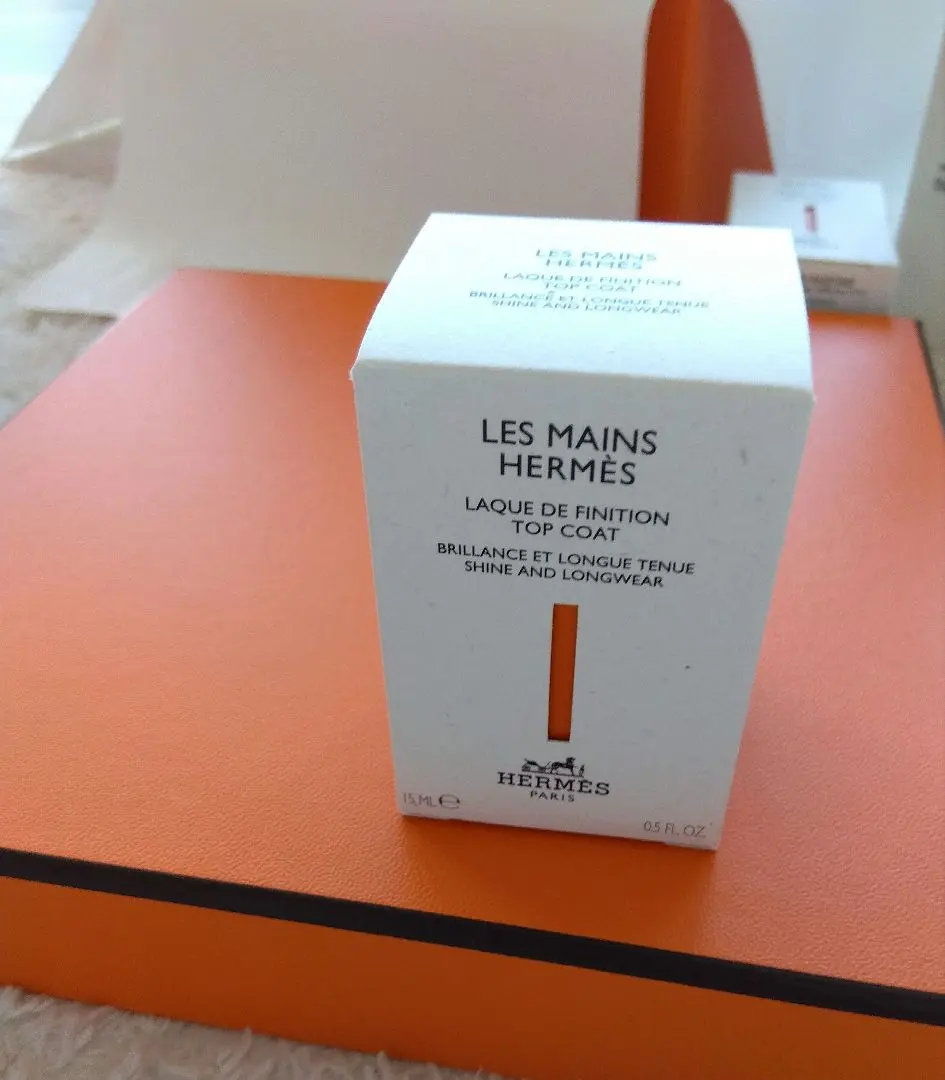 LES MAINS
HERMÈS
LAQUE DE FINITION
TOP COAT
BRILLANCE ET LONGUE TENUE
SHINE AND LONGWEAR
LES MAINS
HERMÈS
LAQUE DE FINITION
TOP COAT
BRILLANCE ET LONGUE TENUE
SHINE AND LONGWEAR
HERMÈS
PARIS
15 ML ℮
0.5 FL. OZ